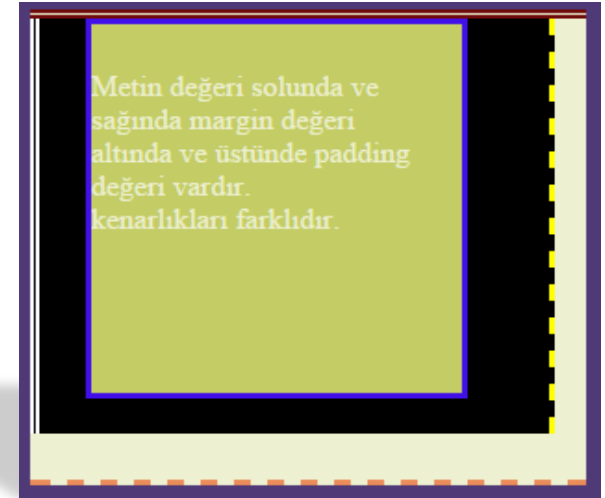 Metin değeri solunda ve
sağında margin değeri
altında ve üstünde padding
değeri vardır.
kenarlıkları farklıdır.